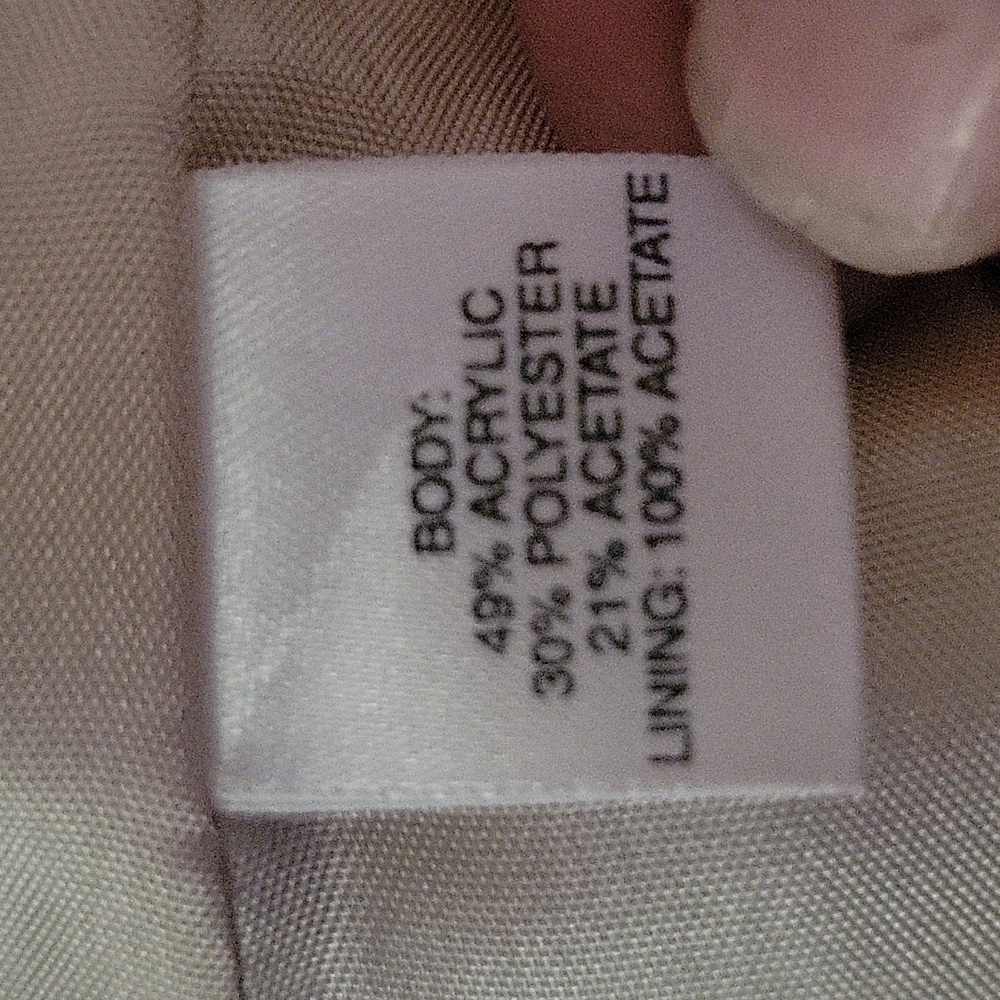 BODY:
49% ACRYLIC
30% POLYESTER
21% ACETATE
LINING: 100% ACETATE